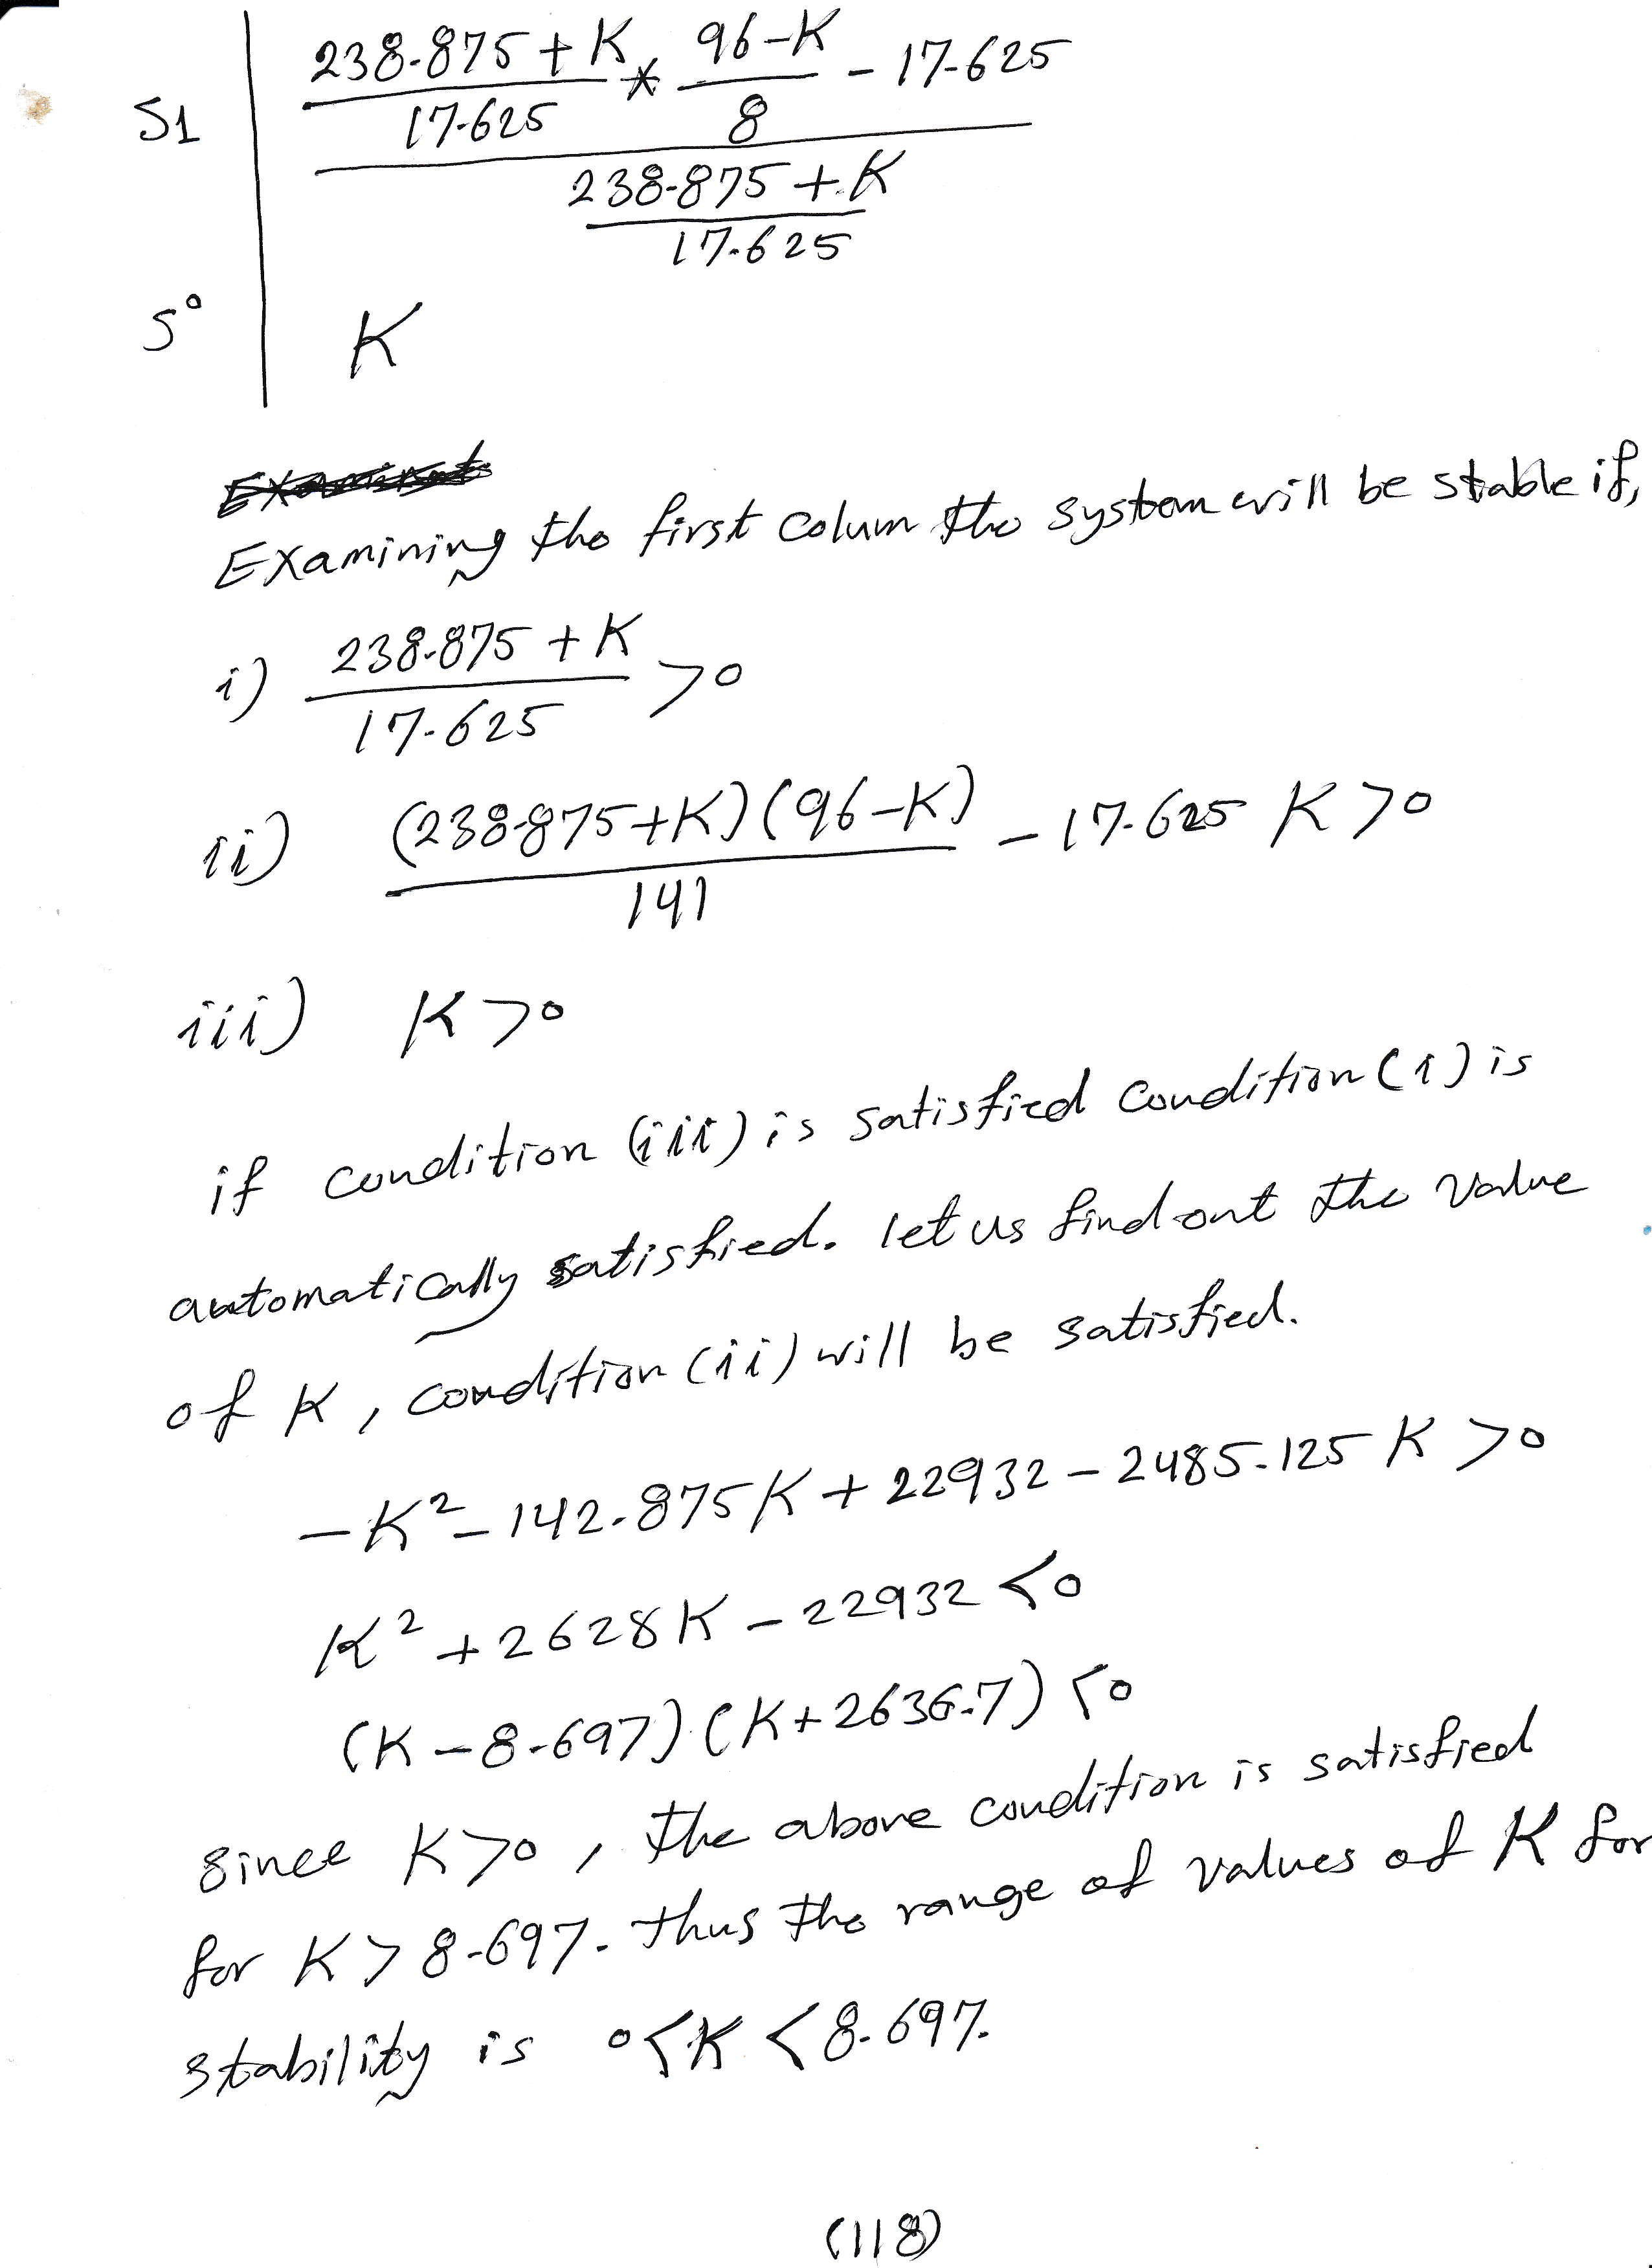 S1 | (238.875 + K)/17.625 * (96-K)/8 - 17.625
238.875 + K
17.625
S° | K
Examining the first colum the system will be stable if,
i) (238.875 + K)/17.625 >0
ii) (238.875+K)(96-K)/141 - 17.625 K >0
iii) K >0
if condition (iii) is satisfied condition (i) is
automatically satisfied. let us find out the value
of K, condition (ii) will be satisfied.
-K² - 142.875K + 22932 - 2485.125 K >0
K² + 2628K - 22932 <0
(K - 8.697) (K + 2636.7) <0
since K >0, the above condition is satisfied
for K > 8.697. thus the range of values of K for
stability is 0<K <8.697.
(118)